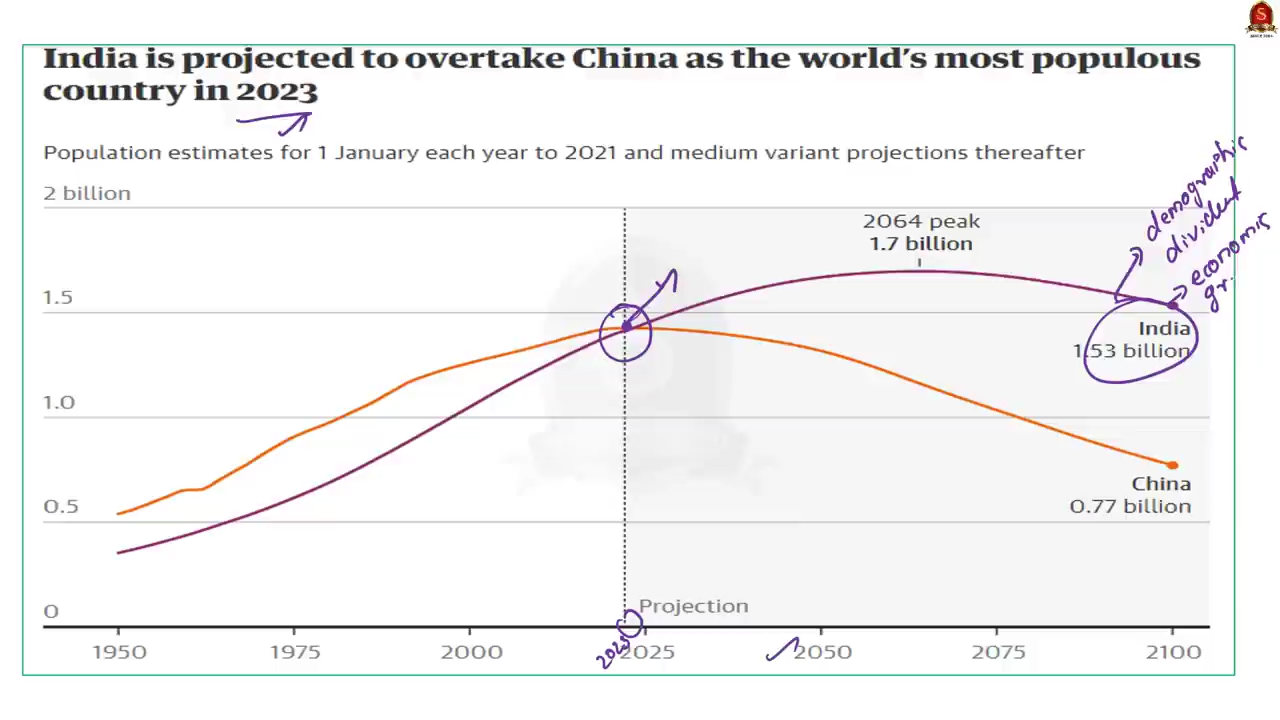 India is projected to overtake China as the world's most populous
country in 2023
Population estimates for 1 January each year to 2021 and medium variant projections thereafter
2 billion
2064 peak
1.7 billion
demographic
divident
economic
1.5
India
1.53 billion
1.0
China
0.77 billion
0.5
0
Projection
1950
1975
2000
2025
2050
2075
2100
S